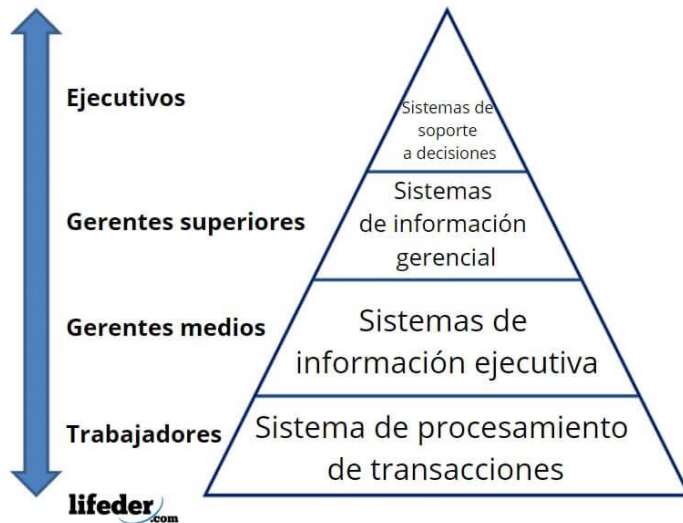 Ejecutivos
Sistemas de
soporte
a decisiones
Gerentes superiores
Sistemas
de información
gerencial
Gerentes medios
Sistemas de
información ejecutiva
Trabajadores
Sistema de procesamiento
de transacciones
lifeder
.com